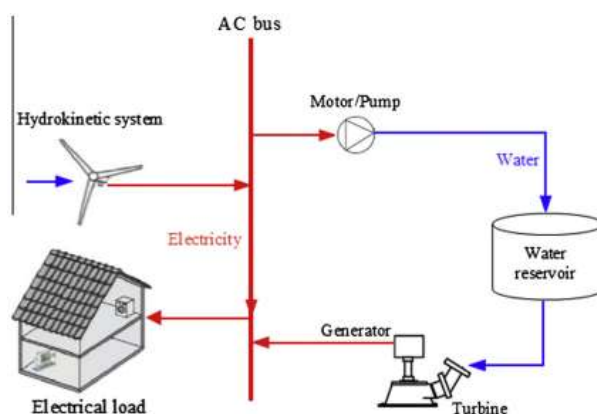 AC bus
Motor/Pump
Hydrokinetic system
Water
Electricity
Water
reservoir
Generator
Electrical load
Turbine